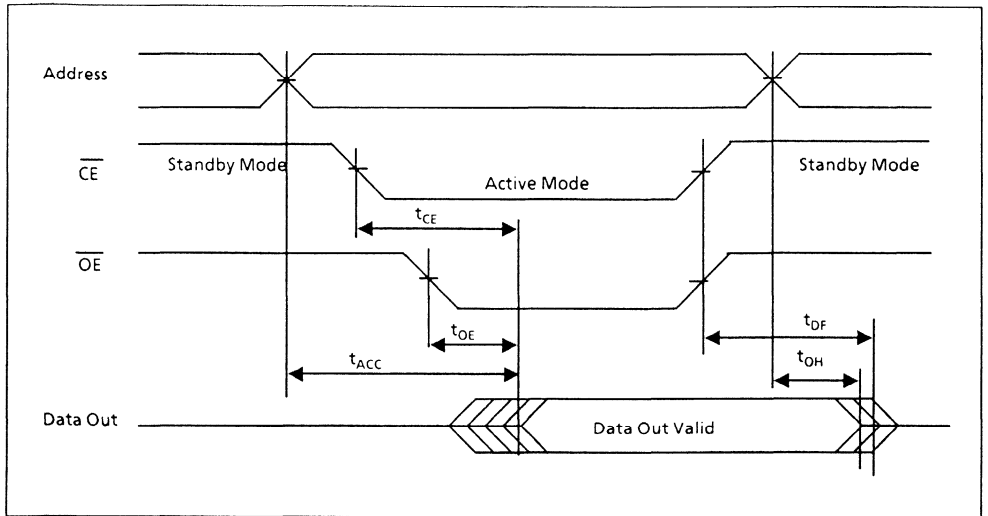 Address
CE
Standby Mode
Active Mode
Standby Mode
tCE
OE
tOE
tDF
tACC
tOH
Data Out
Data Out Valid